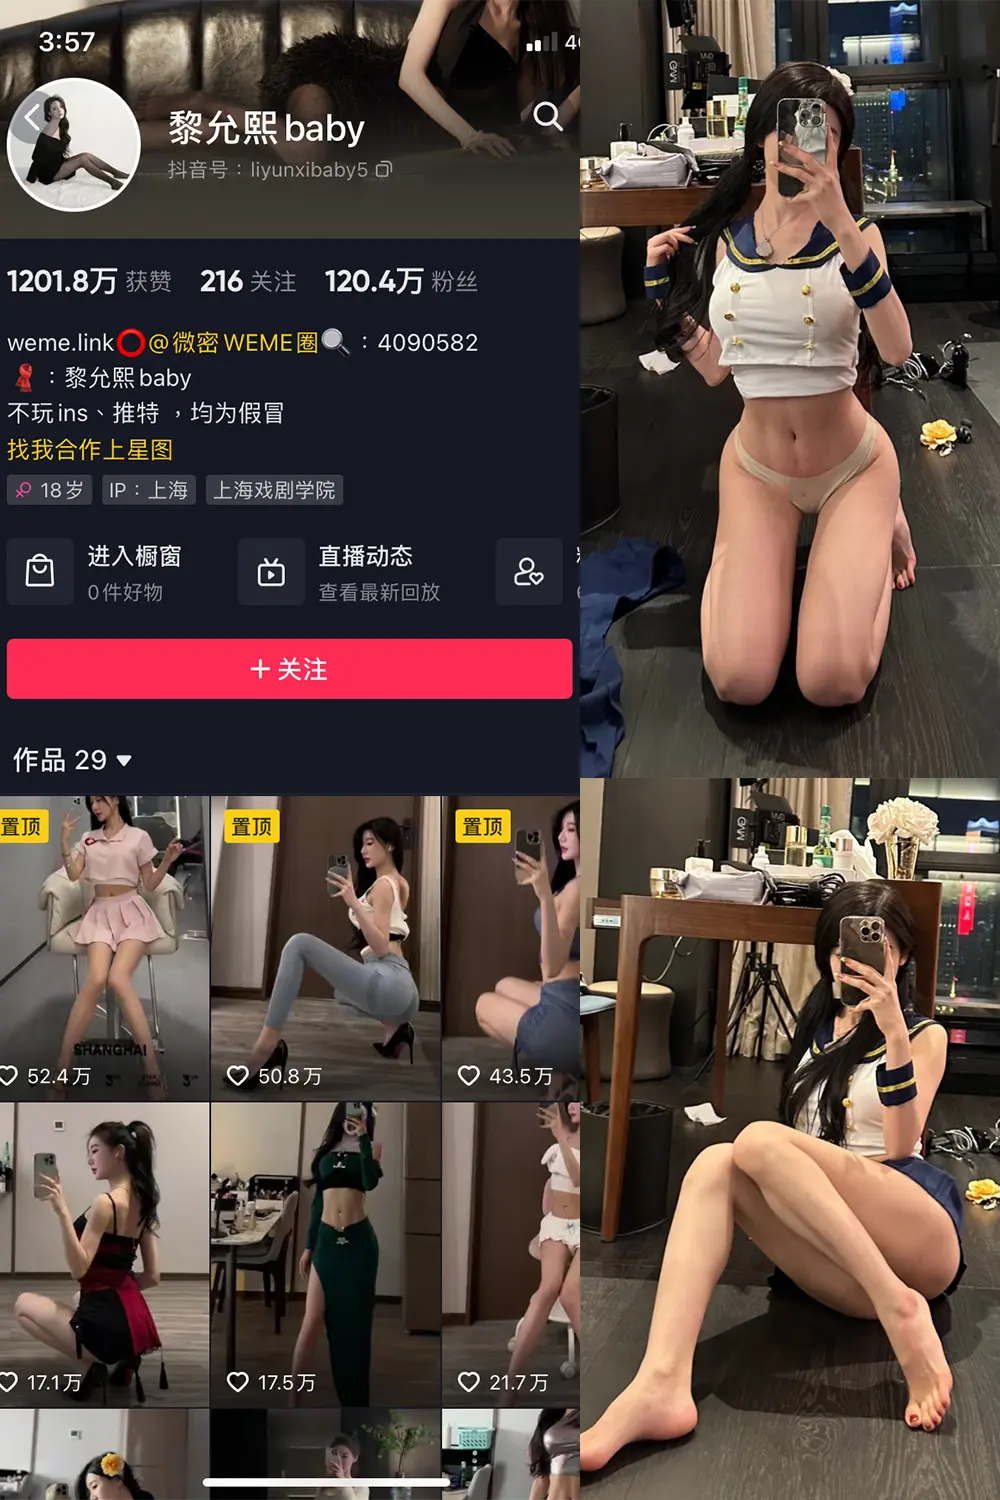 3:57
黎允熙baby
抖音号：liyunxibaby5
1201.8万 获赞 216 关注 120.4万 粉丝
weme.link⭕@微密WEME圈🔍：4090582
🧣：黎允熙baby
不玩ins、推特 ，均为假冒
找我合作上星图
18岁 IP：上海 上海戏剧学院
进入橱窗
0件好物
直播动态
查看最新回放
+ 关注
作品 29
置顶 置顶 置顶
SHANGHAI
52.4万 50.8万 43.5万
17.1万 17.5万 21.7万